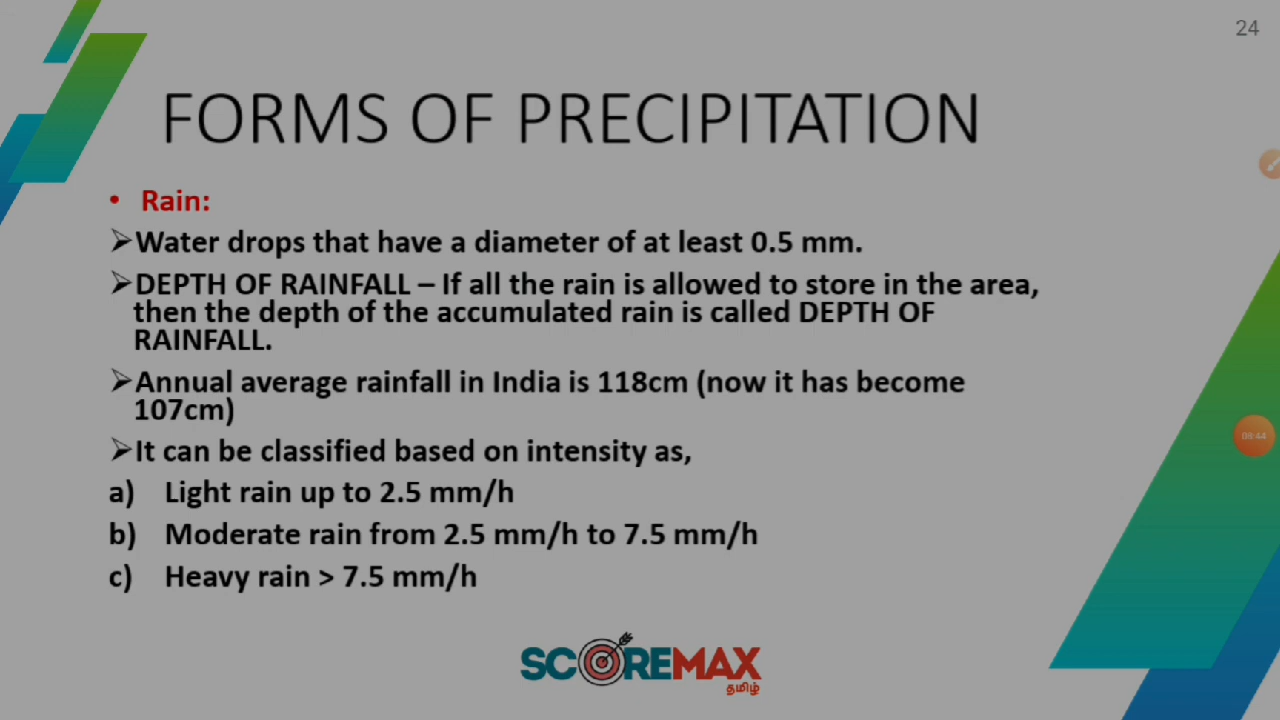 24
FORMS OF PRECIPITATION
• Rain:
➢Water drops that have a diameter of at least 0.5 mm.
➢DEPTH OF RAINFALL – If all the rain is allowed to store in the area,
then the depth of the accumulated rain is called DEPTH OF
RAINFALL.
➢Annual average rainfall in India is 118cm (now it has become
107cm)
➢It can be classified based on intensity as,
a) Light rain up to 2.5 mm/h
b) Moderate rain from 2.5 mm/h to 7.5 mm/h
c) Heavy rain > 7.5 mm/h
SCOREMAX
தமிழ்